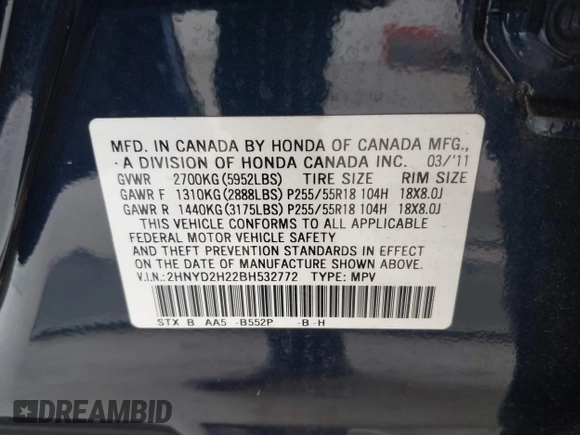 MFD. IN CANADA BY HONDA OF CANADA MFG.,
A DIVISION OF HONDA CANADA INC. 03/'11
GVWR 2700KG(5952LBS) TIRE SIZE RIM SIZE
GAWR F 1310KG(2888LBS) P255/55R18 104H 18X8.0J
GAWR R 1440KG(3175LBS) P255/55R18 104H 18X8.0J
THIS VEHICLE CONFORMS TO ALL APPLICABLE
FEDERAL MOTOR VEHICLE SAFETY
AND THEFT PREVENTION STANDARDS IN EFFECT
ON THE DATE OF MANUFACTURE SHOWN ABOVE.
V.I.N.: 2HNYD2H22BH532772 TYPE: MPV
STX B AA5 -B552P -B -H
DREAMBID